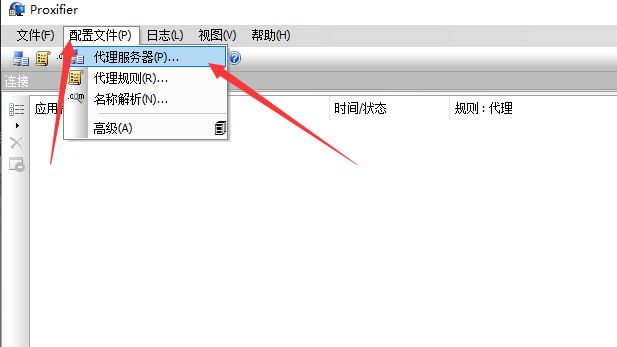 Proxifier
文件(F) 配置文件(P) 日志(L) 视图(V) 帮助(H)
代理服务器(P)...
连接
代理规则(R)...
名称解析(N)...
高级(A)
应用 时间/状态 规则 : 代理